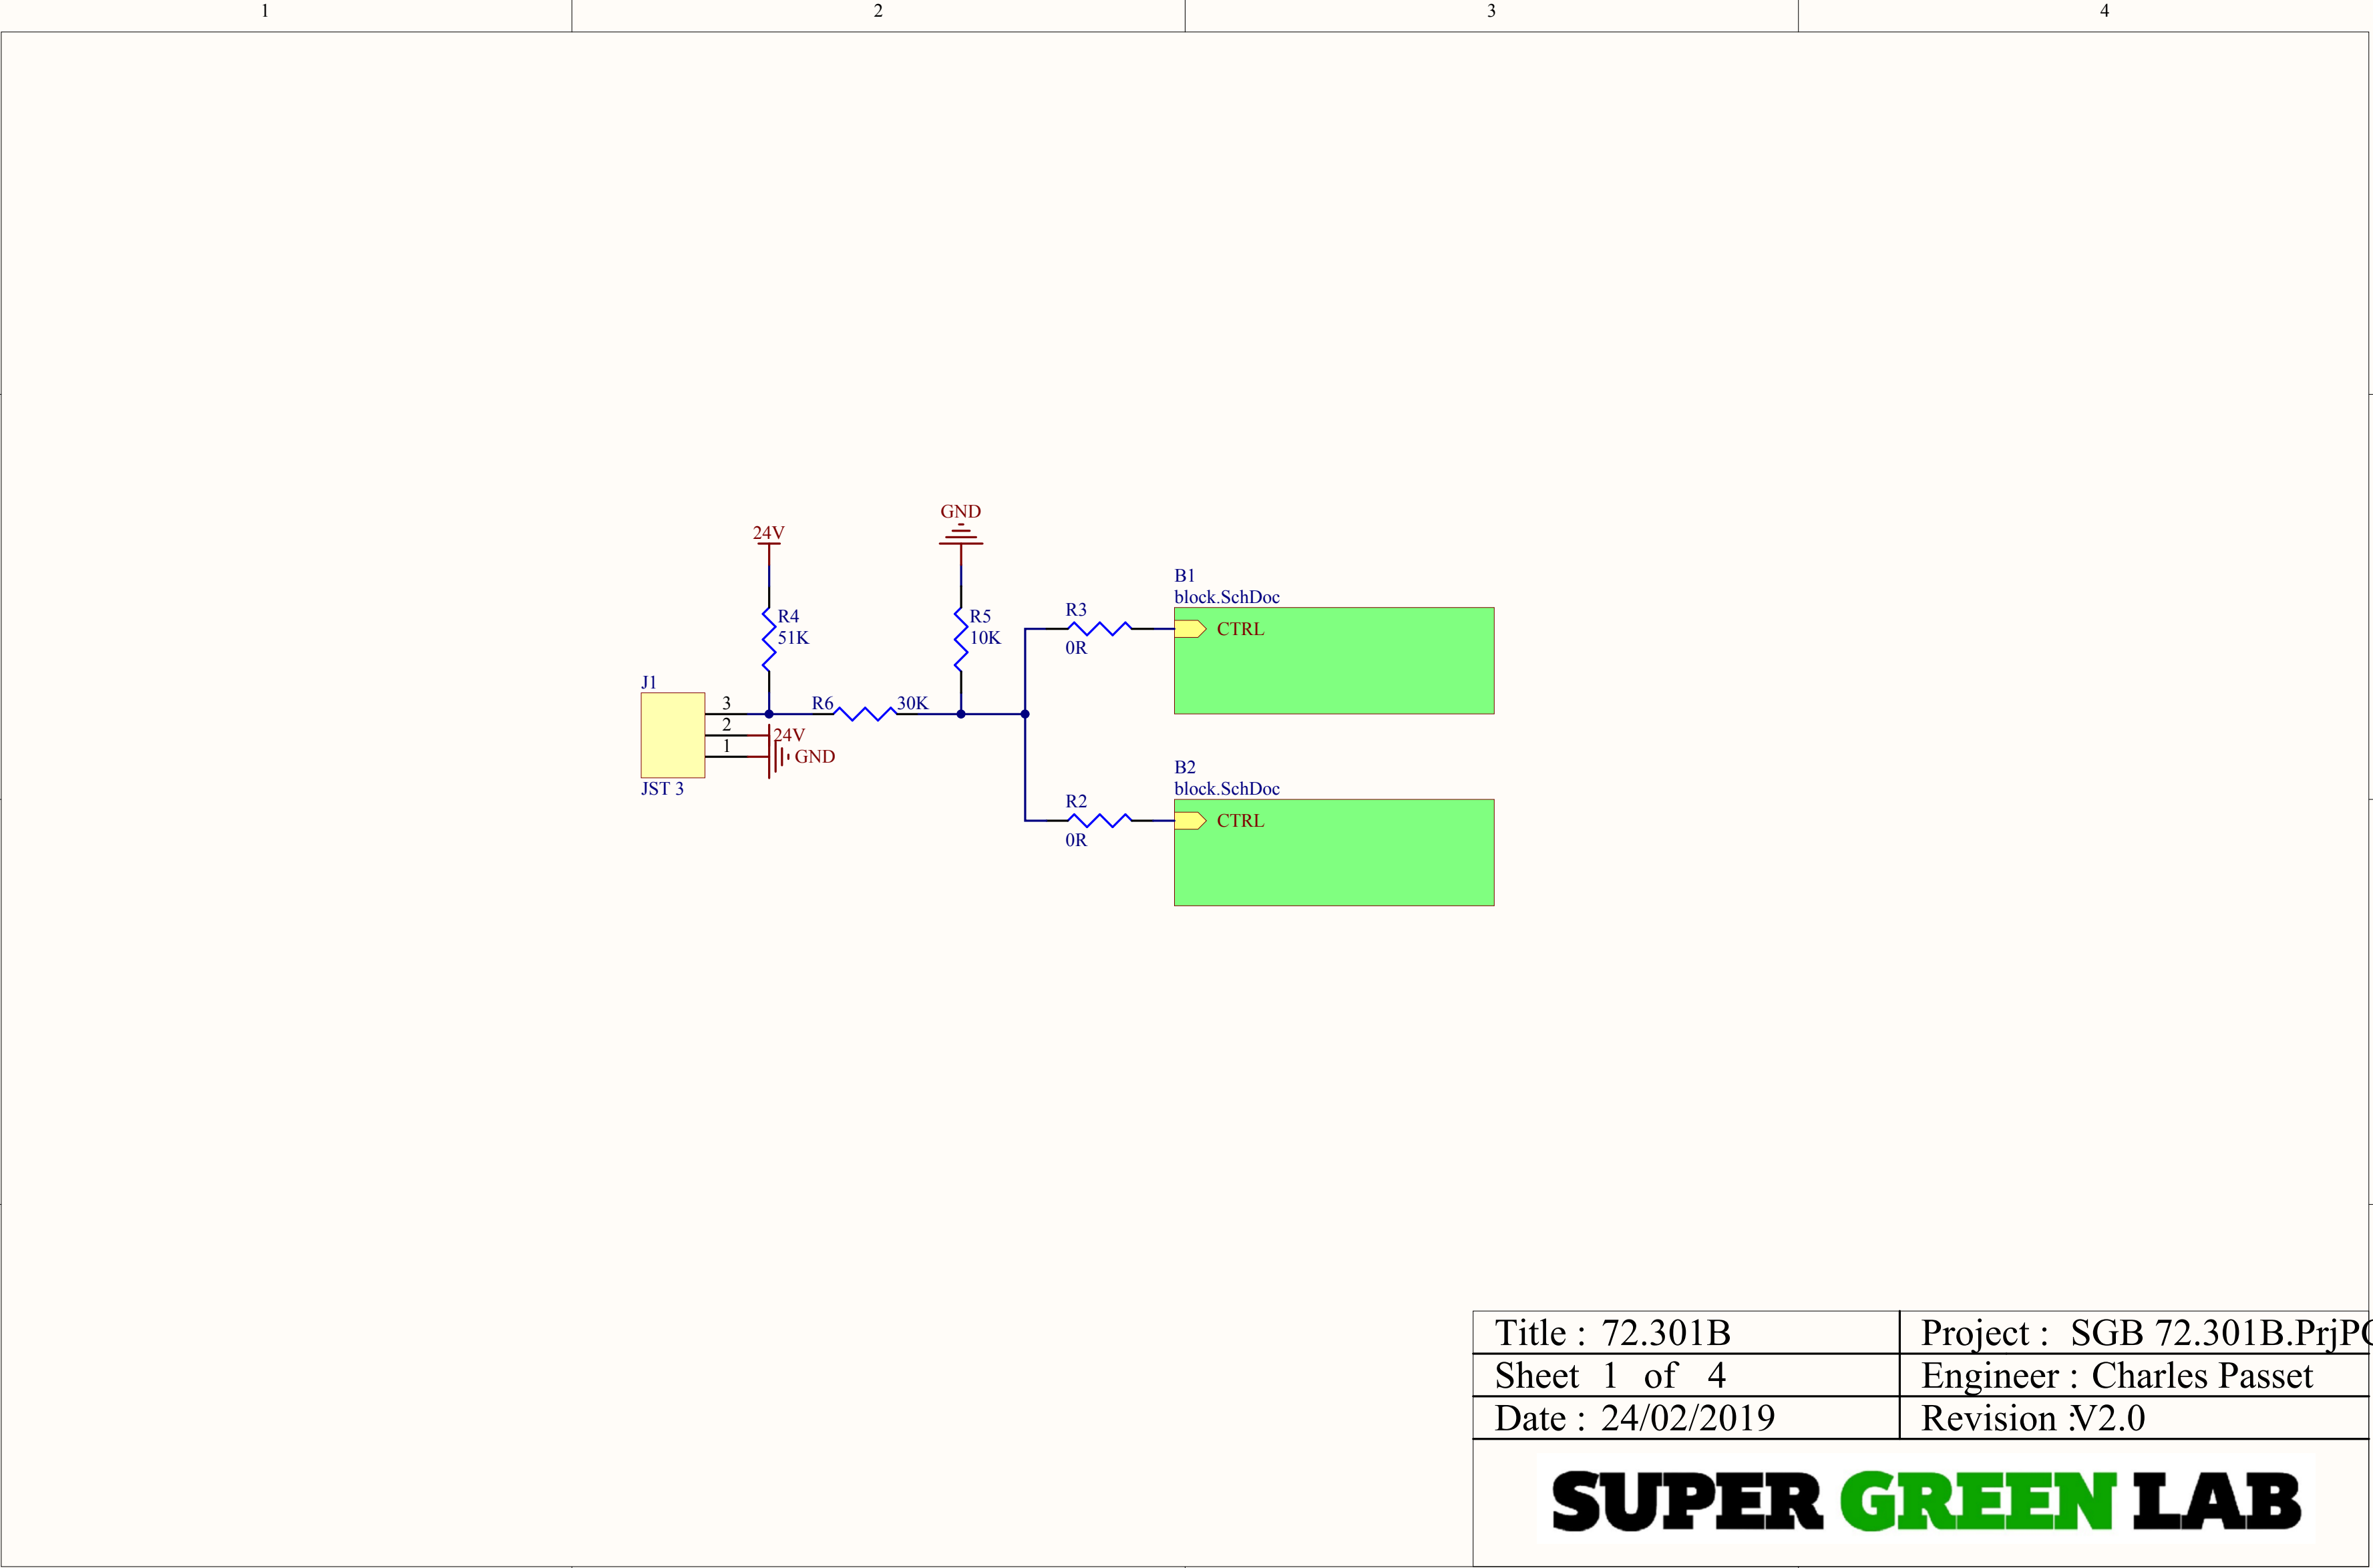 1 2 3 4
GND
24V
B1
block.SchDoc
R3
CTRL
0R
R4
51K
R5
10K
J1
3
R6 30K
2
24V
1
GND
JST 3
B2
block.SchDoc
R2
CTRL
0R
Title : 72.301B
Project : SGB 72.301B.PrjPC
Sheet 1 of 4
Engineer : Charles Passet
Date : 24/02/2019
Revision :V2.0
SUPER GREEN LAB